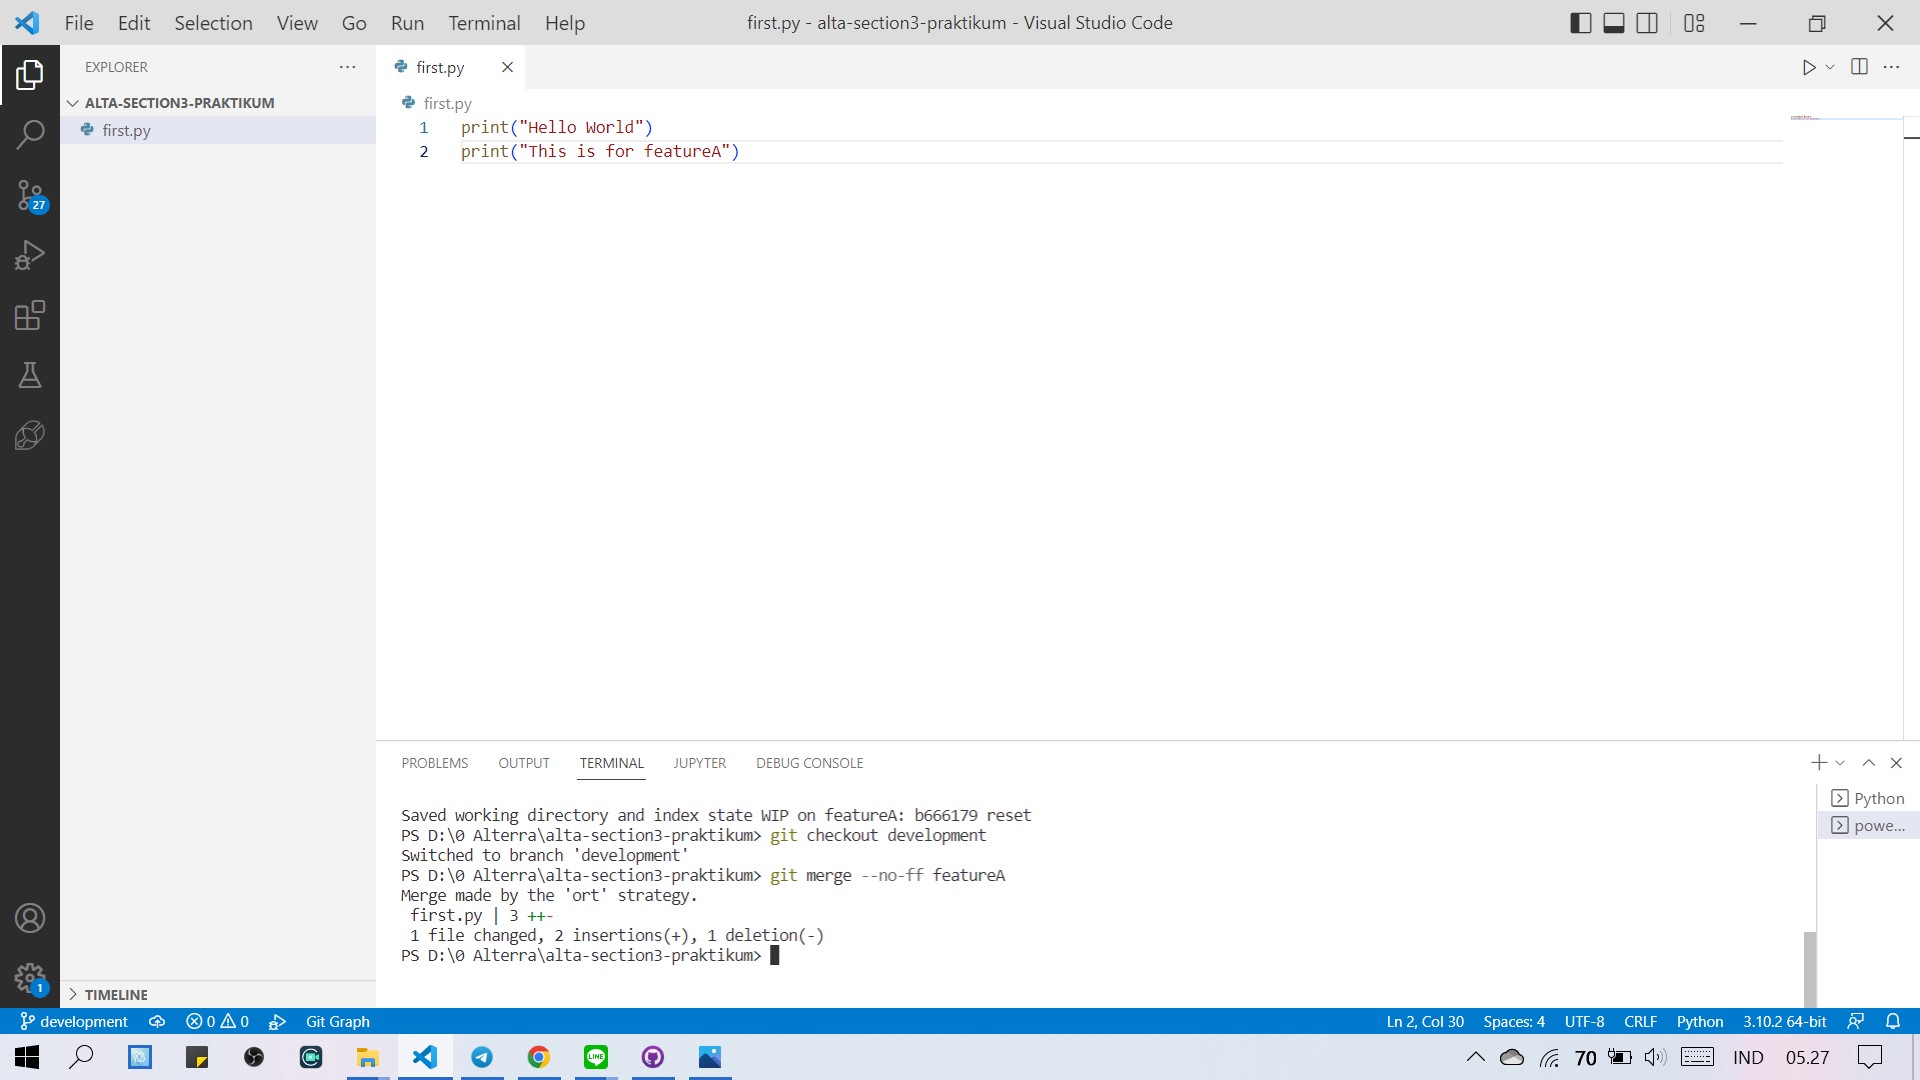 File Edit Selection View Go Run Terminal Help
first.py - alta-section3-praktikum - Visual Studio Code
EXPLORER
ALTA-SECTION3-PRAKTIKUM
first.py
27
1
TIMELINE
first.py
first.py
1 print("Hello World")
2 print("This is for featureA")
PROBLEMS OUTPUT TERMINAL JUPYTER DEBUG CONSOLE
Saved working directory and index state WIP on featureA: b666179 reset
PS D:\0 Alterra\alta-section3-praktikum> git checkout development
Switched to branch 'development'
PS D:\0 Alterra\alta-section3-praktikum> git merge --no-ff featureA
Merge made by the 'ort' strategy.
first.py | 3 ++-
1 file changed, 2 insertions(+), 1 deletion(-)
PS D:\0 Alterra\alta-section3-praktikum>
Python
powe...
development 0 0 Git Graph Ln 2, Col 30 Spaces: 4 UTF-8 CRLF Python 3.10.2 64-bit
LINE 70 IND 05.27